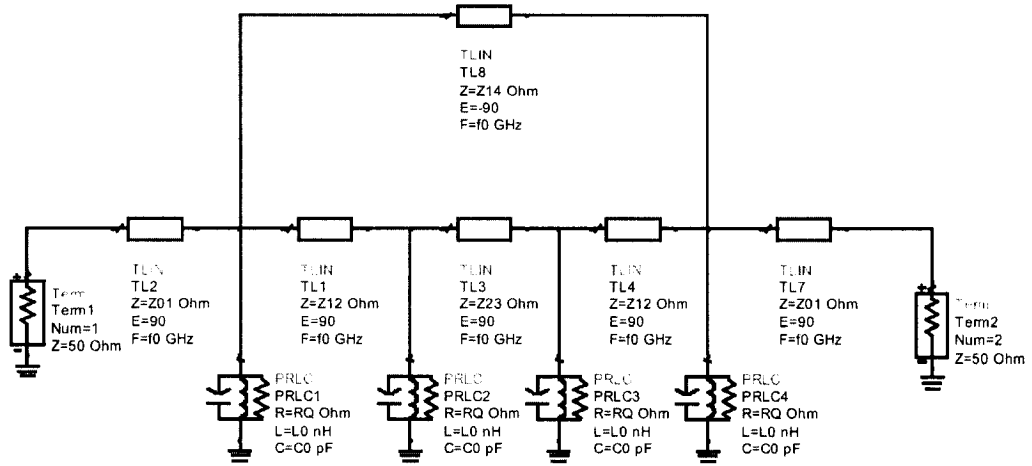 TLIN
TL8
Z=Z14 Ohm
E=-90
F=f0 GHz
TLIN
TL2
Z=Z01 Ohm
E=90
F=f0 GHz
TLIN
TL1
Z=Z12 Ohm
E=90
F=f0 GHz
TLIN
TL3
Z=Z23 Ohm
E=90
F=f0 GHz
TLIN
TL4
Z=Z12 Ohm
E=90
F=f0 GHz
TLIN
TL7
Z=Z01 Ohm
E=90
F=f0 GHz
+
-
Term
Term1
Num=1
Z=50 Ohm
+
-
Term
Term2
Num=2
Z=50 Ohm
PRLC
PRLC1
R=RQ Ohm
L=L0 nH
C=C0 pF
PRLC
PRLC2
R=RQ Ohm
L=L0 nH
C=C0 pF
PRLC
PRLC3
R=RQ Ohm
L=L0 nH
C=C0 pF
PRLC
PRLC4
R=RQ Ohm
L=L0 nH
C=C0 pF